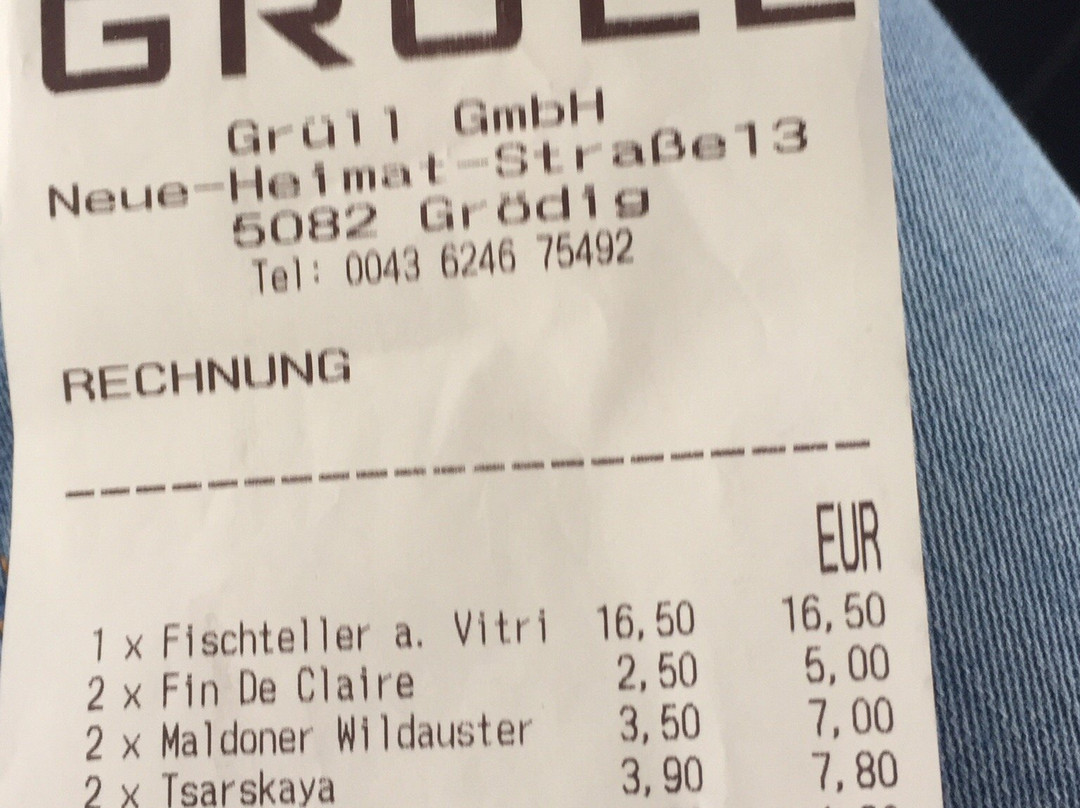 GRÜLL
Grüll GmbH
Neue-Heimat-Straße13
5082 Grödig
Tel: 0043 6246 75492
RECHNUNG
EUR
1 x Fischteller a. Vitri 16,50 16,50
2 x Fin De Claire 2,50 5,00
2 x Maldoner Wildauster 3,50 7,00
2 x Tsarskaya 3,90 7,80